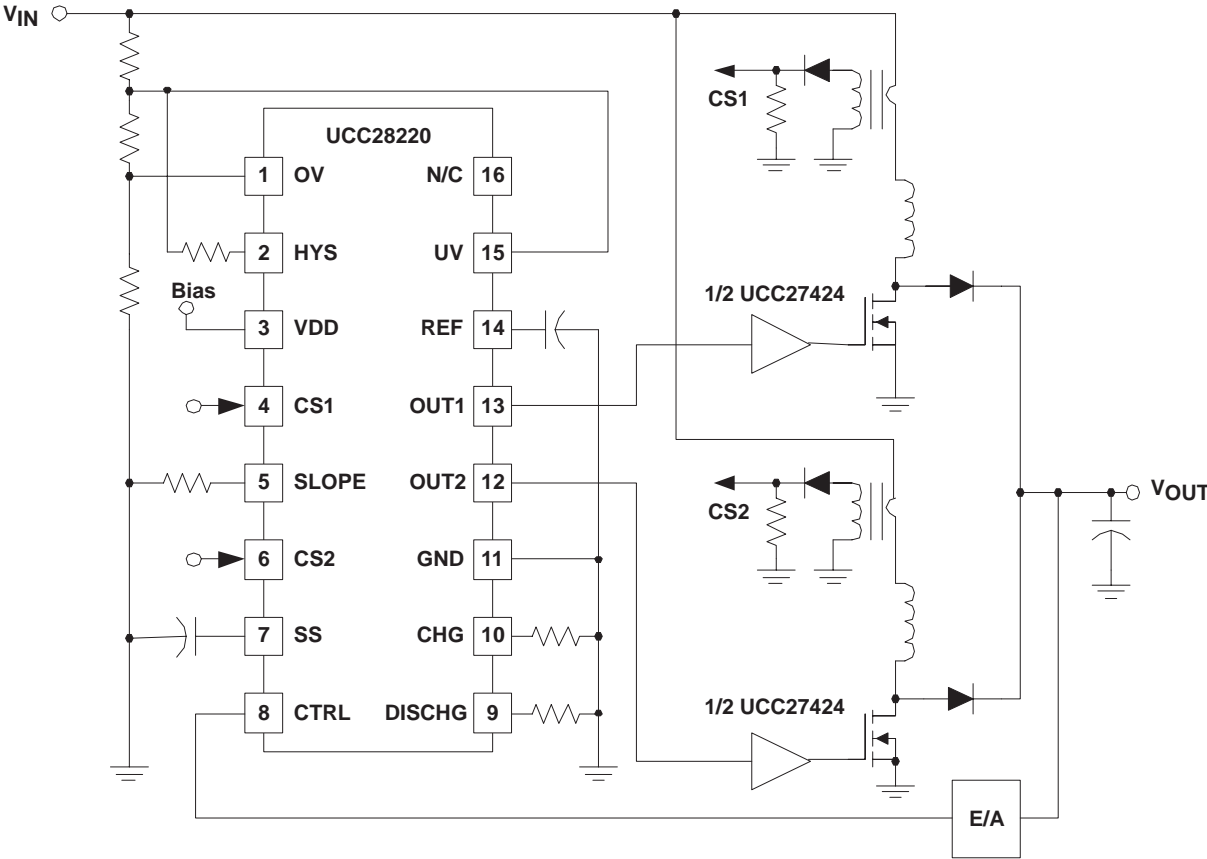 VIN
CS1
UCC28220
1 OV N/C 16
2 HYS UV 15
Bias
1/2 UCC27424
3 VDD REF 14
4 CS1 OUT1 13
5 SLOPE OUT2 12
CS2
VOUT
6 CS2 GND 11
7 SS CHG 10
8 CTRL DISCHG 9
1/2 UCC27424
E/A